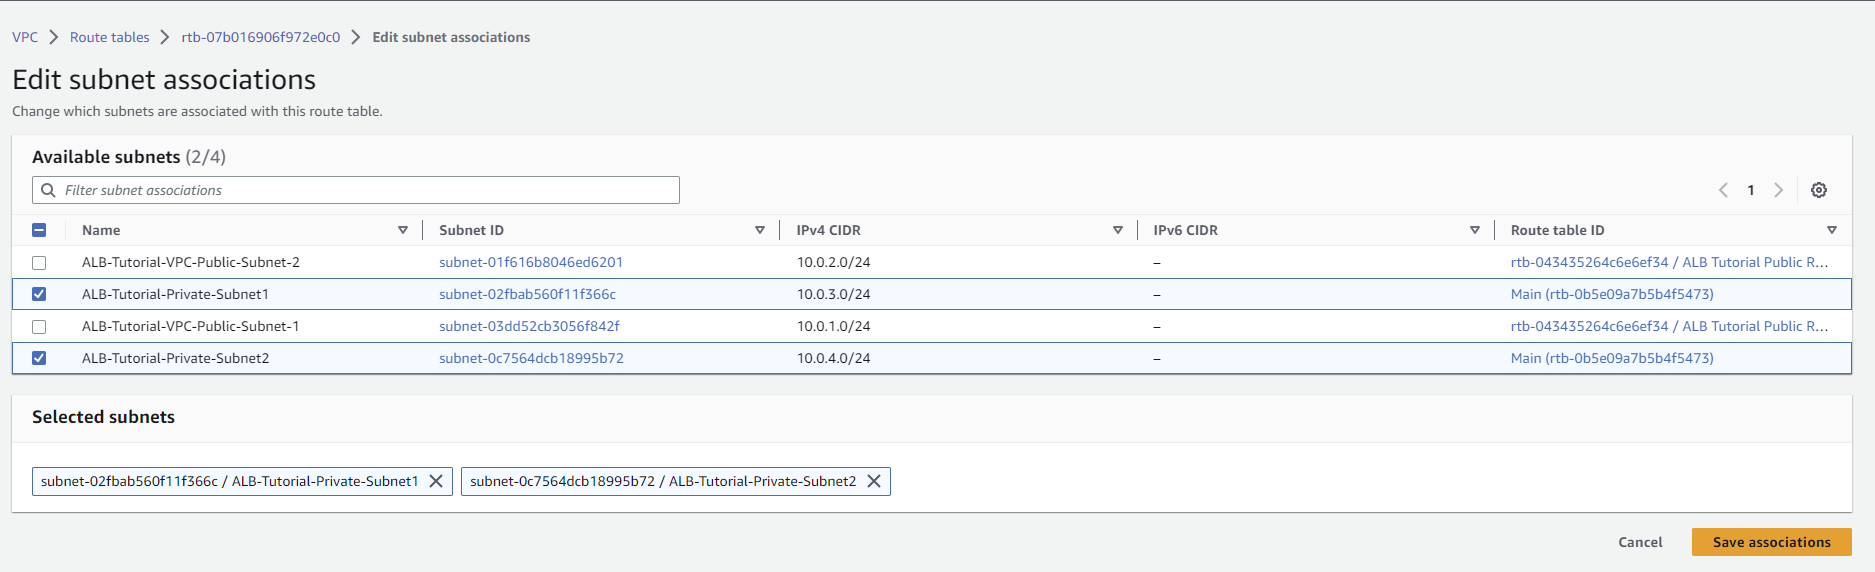 VPC > Route tables > rtb-07b016906f972e0c0 > Edit subnet associations
Edit subnet associations
Change which subnets are associated with this route table.
Available subnets (2/4)
Filter subnet associations
1
Name Subnet ID IPv4 CIDR IPv6 CIDR Route table ID
ALB-Tutorial-VPC-Public-Subnet-2 subnet-01f616b8046ed6201 10.0.2.0/24 – rtb-043435264c6e6ef34 / ALB Tutorial Public R...
ALB-Tutorial-Private-Subnet1 subnet-02fbab560f11f366c 10.0.3.0/24 – Main (rtb-0b5e09a7b5b4f5473)
ALB-Tutorial-VPC-Public-Subnet-1 subnet-03dd52cb3056f842f 10.0.1.0/24 – rtb-043435264c6e6ef34 / ALB Tutorial Public R...
ALB-Tutorial-Private-Subnet2 subnet-0c7564dcb18995b72 10.0.4.0/24 – Main (rtb-0b5e09a7b5b4f5473)
Selected subnets
subnet-02fbab560f11f366c / ALB-Tutorial-Private-Subnet1 subnet-0c7564dcb18995b72 / ALB-Tutorial-Private-Subnet2
Cancel Save associations